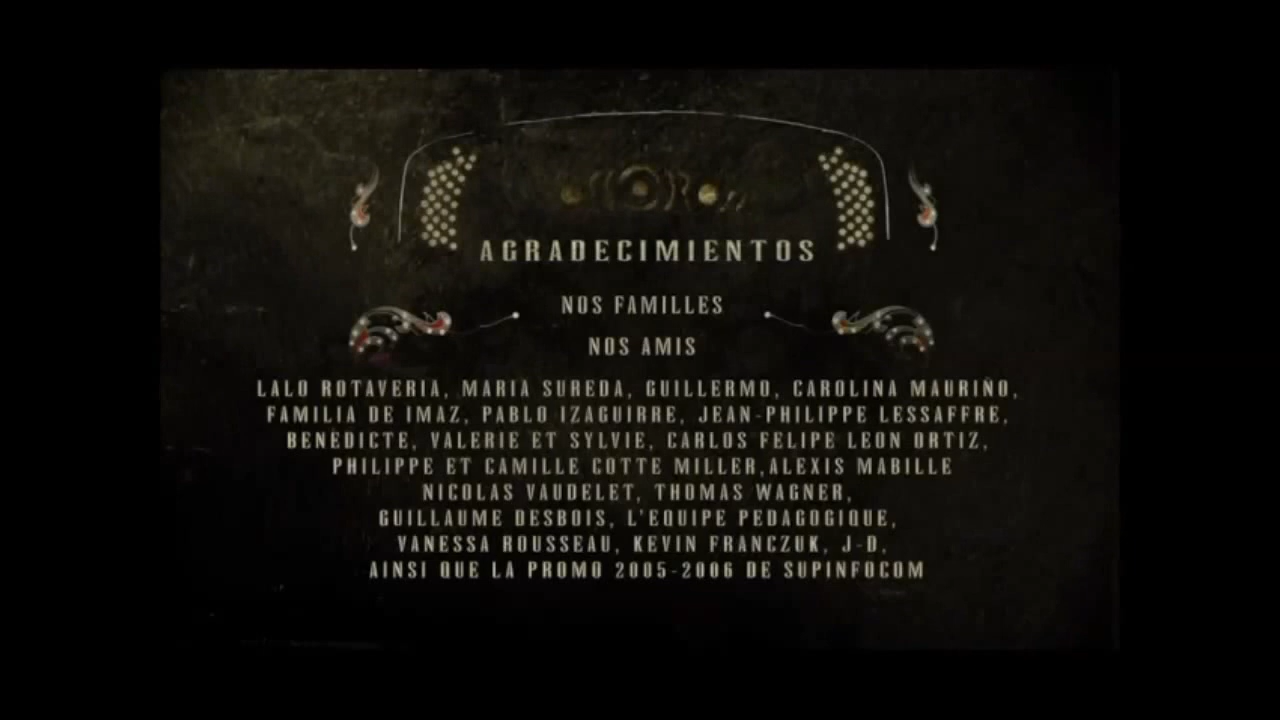 AGRADECIMIENTOS
NOS FAMILLES
NOS AMIS
LALO ROTAVERIA, MARIA SUREDA, GUILLERMO, CAROLINA MAURIÑO,
FAMILIA DE IMAZ, PABLO IZAGUIRRE, JEAN-PHILIPPE LESSAFFRE,
BENEDICTE, VALERIE ET SYLVIE, CARLOS FELIPE LEON ORTIZ,
PHILIPPE ET CAMILLE COTTE MILLER,ALEXIS MABILLE
NICOLAS VAUDELET, THOMAS WAGNER,
GUILLAUME DESBOIS, L'EQUIPE PEDAGOGIQUE,
VANESSA ROUSSEAU, KEVIN FRANCZUK, J-D,
AINSI QUE LA PROMO 2005-2006 DE SUPINFOCOM